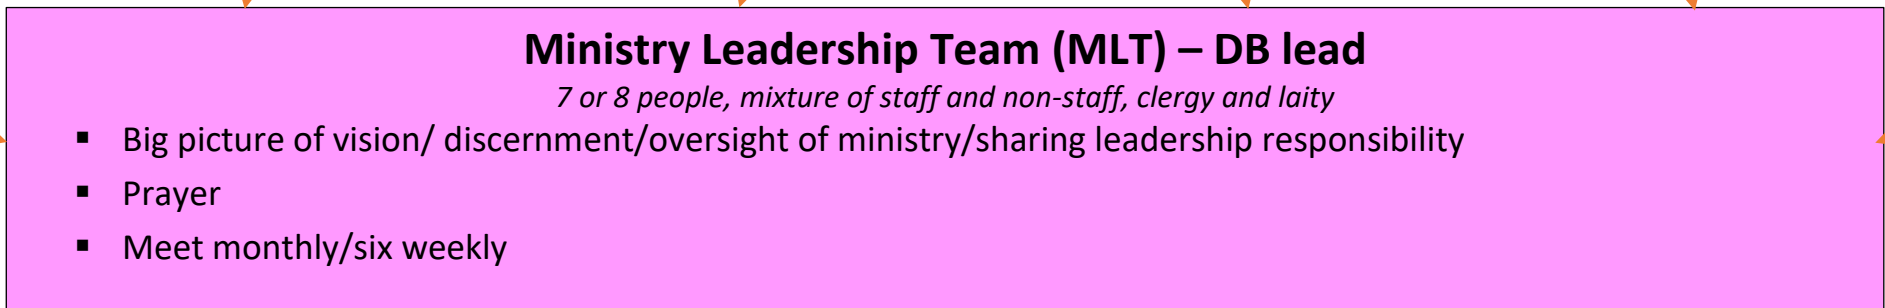 Ministry Leadership Team (MLT) – DB lead
7 or 8 people, mixture of staff and non-staff, clergy and laity
▪ Big picture of vision/ discernment/oversight of ministry/sharing leadership responsibility
▪ Prayer
▪ Meet monthly/six weekly